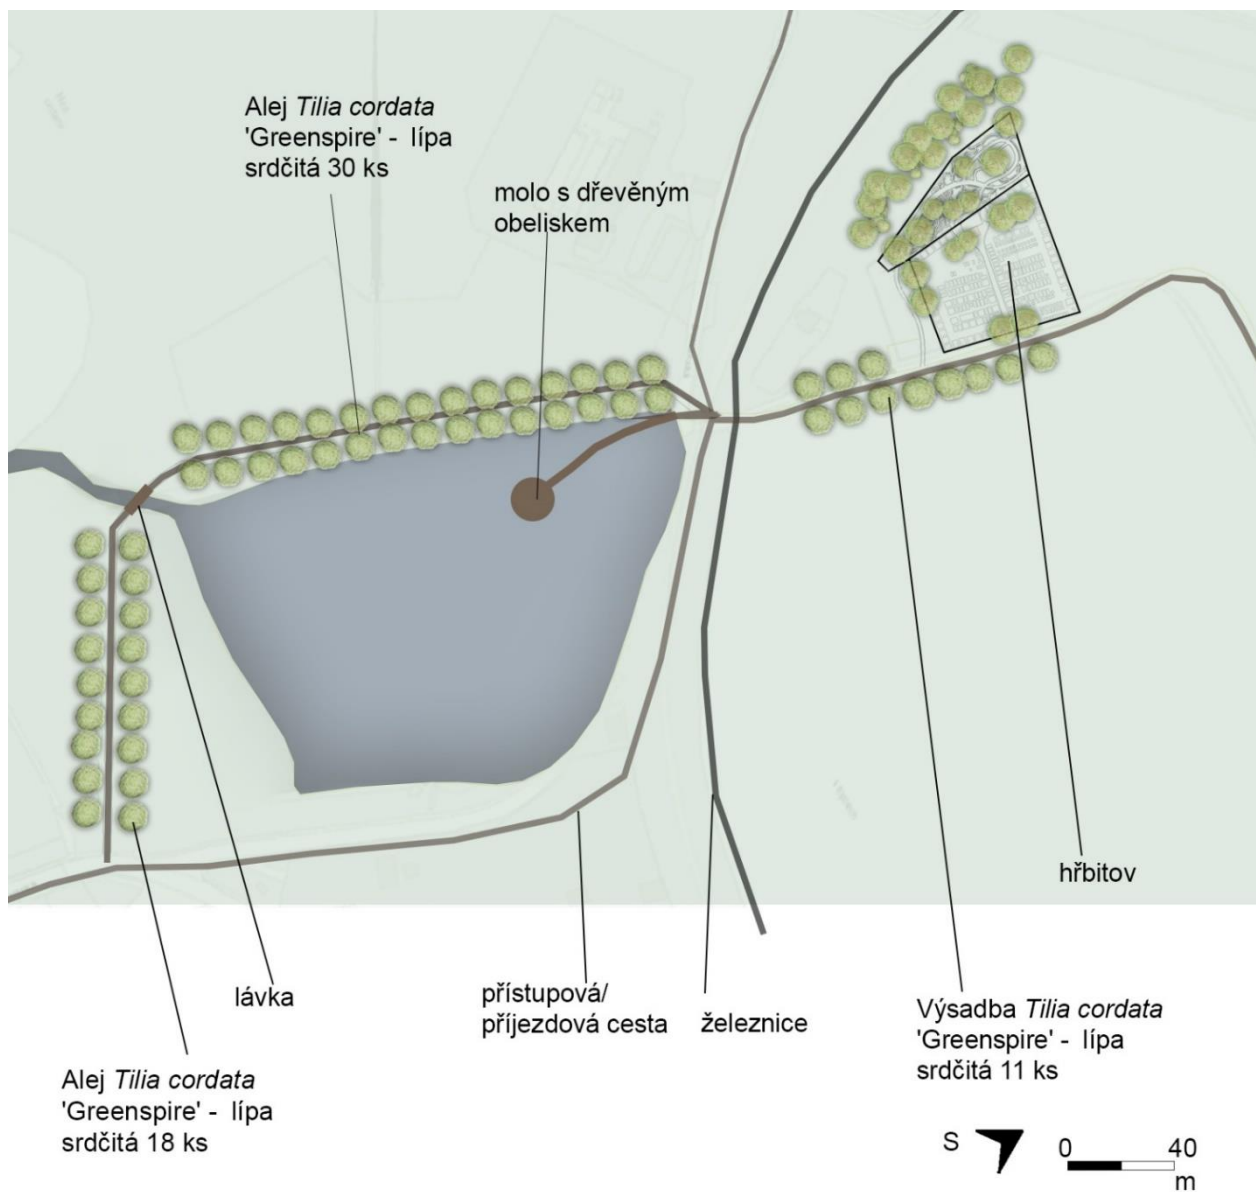 Alej Tilia cordata
'Greenspire' - lípa
srdčitá 30 ks
molo s dřevěným
obeliskem
hřbitov
lávka
přístupová/
příjezdová cesta
železnice
Výsadba Tilia cordata
'Greenspire' - lípa
srdčitá 11 ks
Alej Tilia cordata
'Greenspire' - lípa
srdčitá 18 ks
S
0 40
m